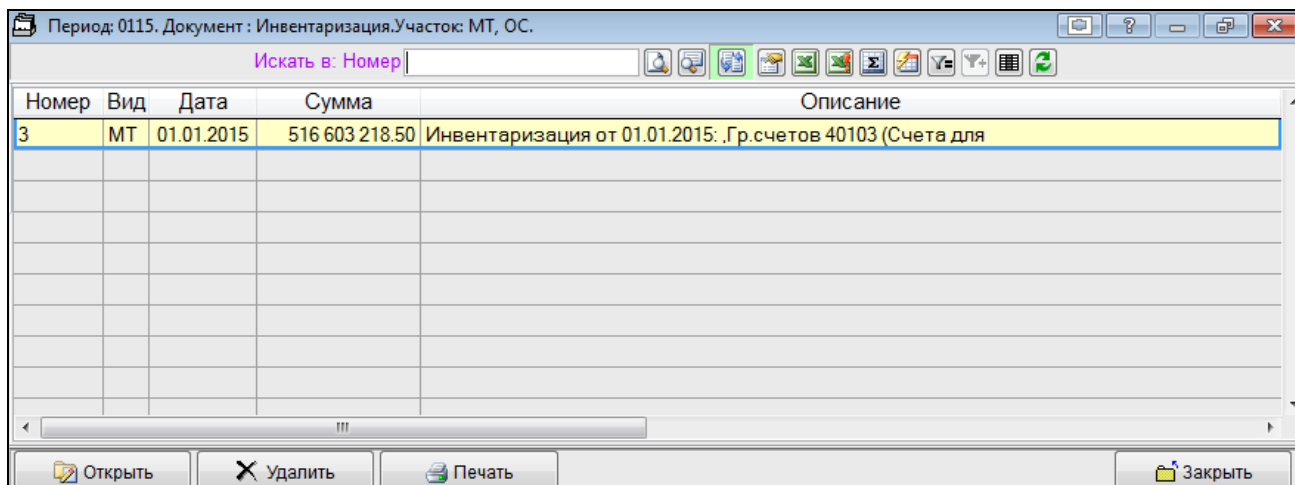 Период: 0115. Документ : Инвентаризация.Участок: МТ, ОС.
Искать в: Номер
Номер Вид Дата Сумма Описание
3 МТ 01.01.2015 516 603 218.50 Инвентаризация от 01.01.2015: ,Гр.счетов 40103 (Счета для
Открыть Удалить Печать Закрыть